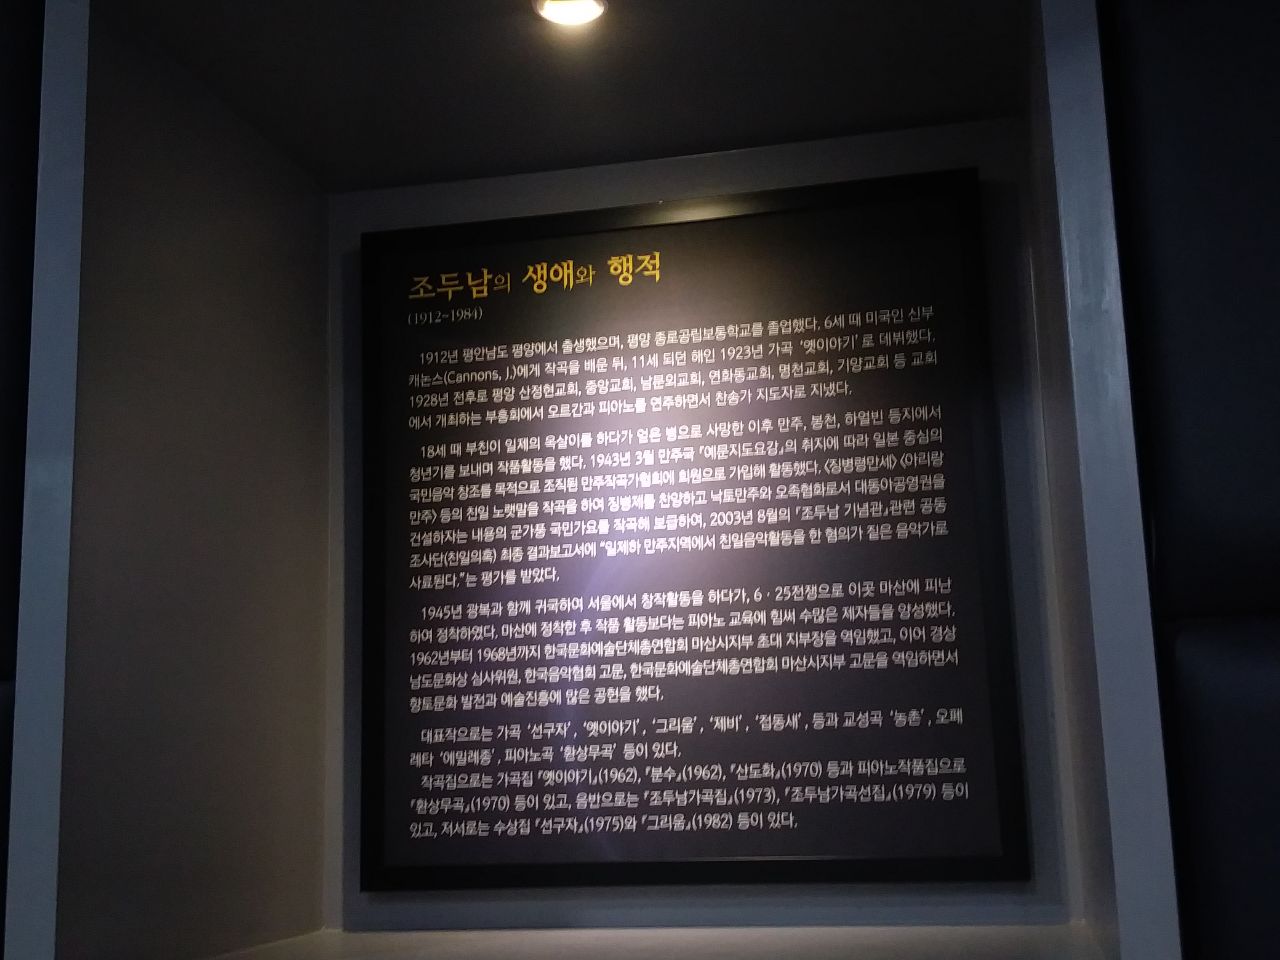 조두남의 생애와 행적
(1912~1984)
1912년 평안남도 평양에서 출생했으며, 평양 종로공립보통학교를 졸업했다. 6세 때 미국인 신부
캐논스(Cannons, J.)에게 작곡을 배운 뒤, 11세 되던 해인 1923년 가곡 ‘옛이야기’로 데뷔했다.
1928년 전후로 평양 산정현교회, 중앙교회, 남문외교회, 연화동교회, 명천교회, 기양교회 등 교회
에서 개최하는 부흥회에서 오르간과 피아노를 연주하면서 찬송가 지도자로 지냈다.
18세 때 부친이 일제의 옥살이를 하다가 얻은 병으로 사망한 이후 만주, 봉천, 하얼빈 등지에서
청년기를 보내며 작품활동을 했다. 1943년 3월 만주국 『예문지도요강』의 취지에 따라 일본 중심의
국민음악 창조를 목적으로 조직된 만주작곡가협회에 회원으로 가입해 활동했다. 〈징병령만세〉 〈아리랑
만주〉 등의 친일 노랫말을 작곡을 하여 징병제를 찬양하고 낙토만주와 오족협화로서 대동아공영권을
건설하자는 내용의 군가풍 국민가요를 작곡해 보급하여, 2003년 8월의 『조두남 기념관』관련 공동
조사단(친일의혹) 최종 결과보고서에 “일제하 만주지역에서 친일음악활동을 한 혐의가 짙은 음악가로
사료된다.”는 평가를 받았다.
1945년 광복과 함께 귀국하여 서울에서 창작활동을 하다가, 6·25전쟁으로 이곳 마산에 피난
하여 정착하였다. 마산에 정착한 후 작품 활동보다는 피아노 교육에 힘써 수많은 제자들을 양성했다.
1962년부터 1968년까지 한국문화예술단체총연합회 마산시지부 초대 지부장을 역임했고, 이어 경상
남도문화상 심사위원, 한국음악협회 고문, 한국문화예술단체총연합회 마산시지부 고문을 역임하면서
향토문화 발전과 예술진흥에 많은 공헌을 했다.
대표작으로는 가곡 ‘선구자’, ‘옛이야기’, ‘그리움’, ‘제비’, ‘접동새’, 등과 교성곡 ‘농촌’, 오페
레타 ‘에밀레종’, 피아노곡 ‘환상무곡’ 등이 있다.
작곡집으로는 가곡집 『옛이야기』(1962), 『분수』(1962), 『산도화』(1970) 등과 피아노작품집으로
『환상무곡』(1970) 등이 있고, 음반으로는 『조두남가곡집』(1973), 『조두남가곡선집』(1979) 등이
있고, 저서로는 수상집 『선구자』(1975)와 『그리움』(1982) 등이 있다.